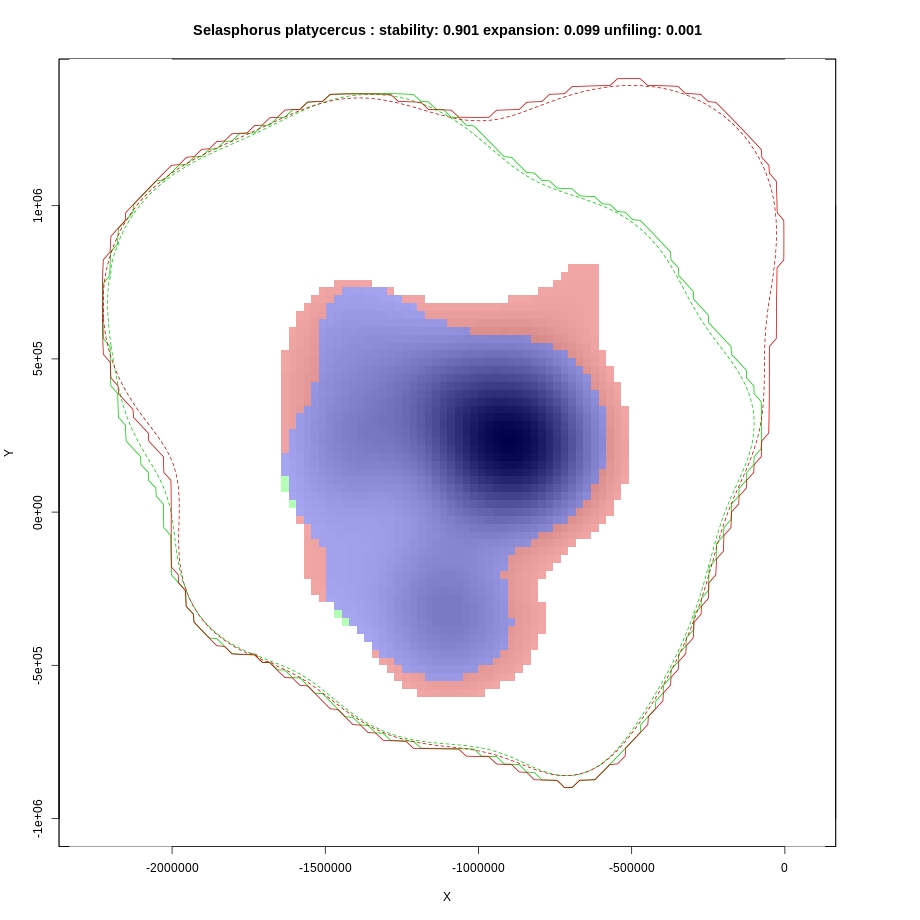 Selasphorus platycercus : stability: 0.901 expansion: 0.099 unfiling: 0.001
1e+06
5e+05
0e+00
-5e+05
-1e+06
Y
-2000000 -1500000 -1000000 -500000 0
X